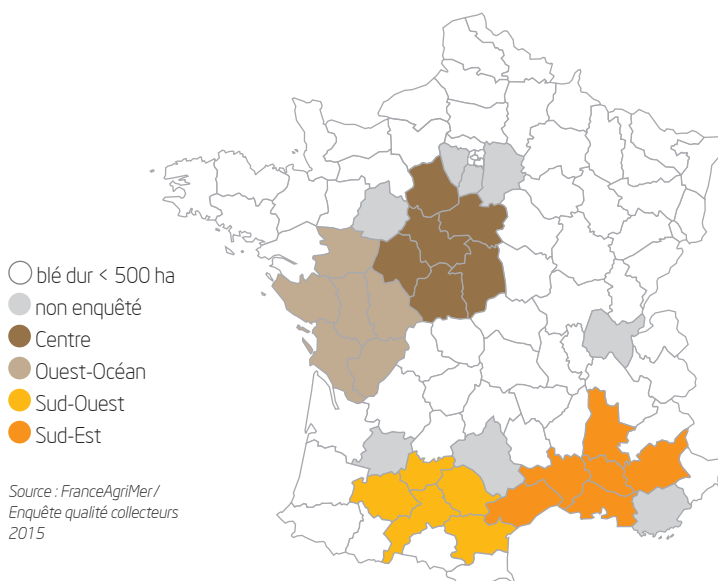 blé dur < 500 ha
non enquêté
Centre
Ouest-Océan
Sud-Ouest
Sud-Est
Source : FranceAgriMer /
Enquête qualité collecteurs
2015